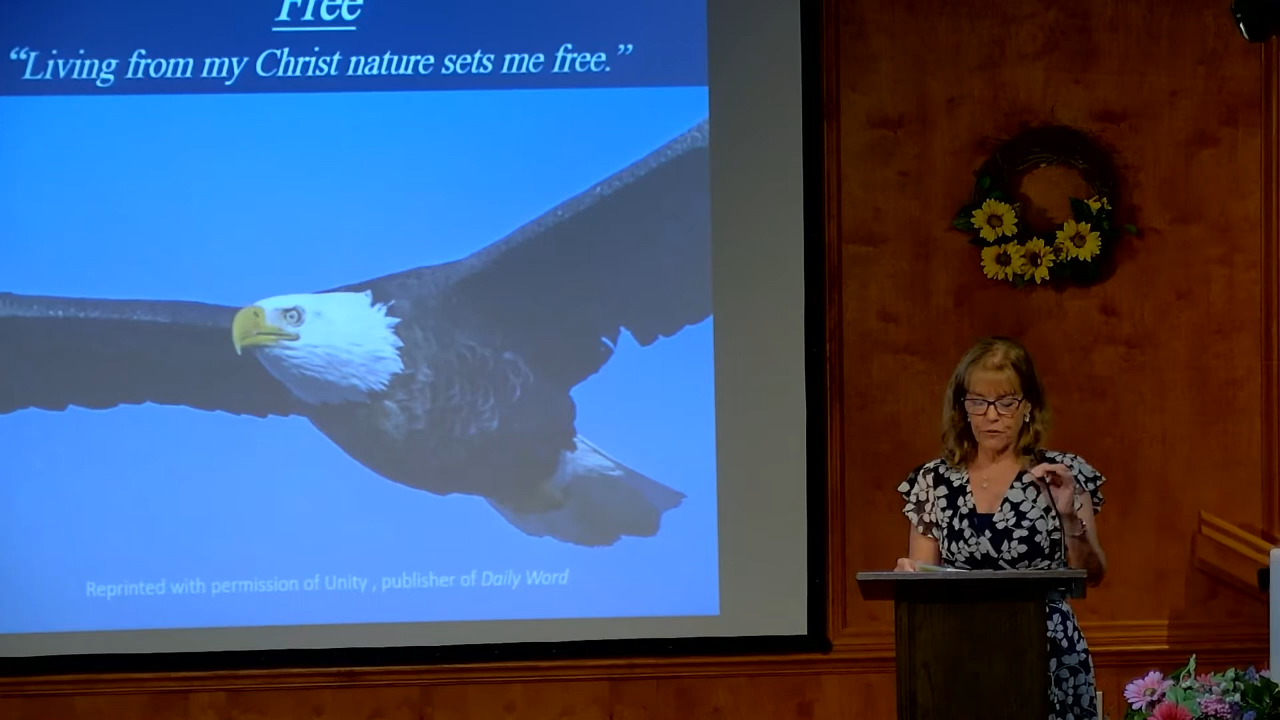 Free
“Living from my Christ nature sets me free.”
Reprinted with permission of Unity , publisher of Daily Word